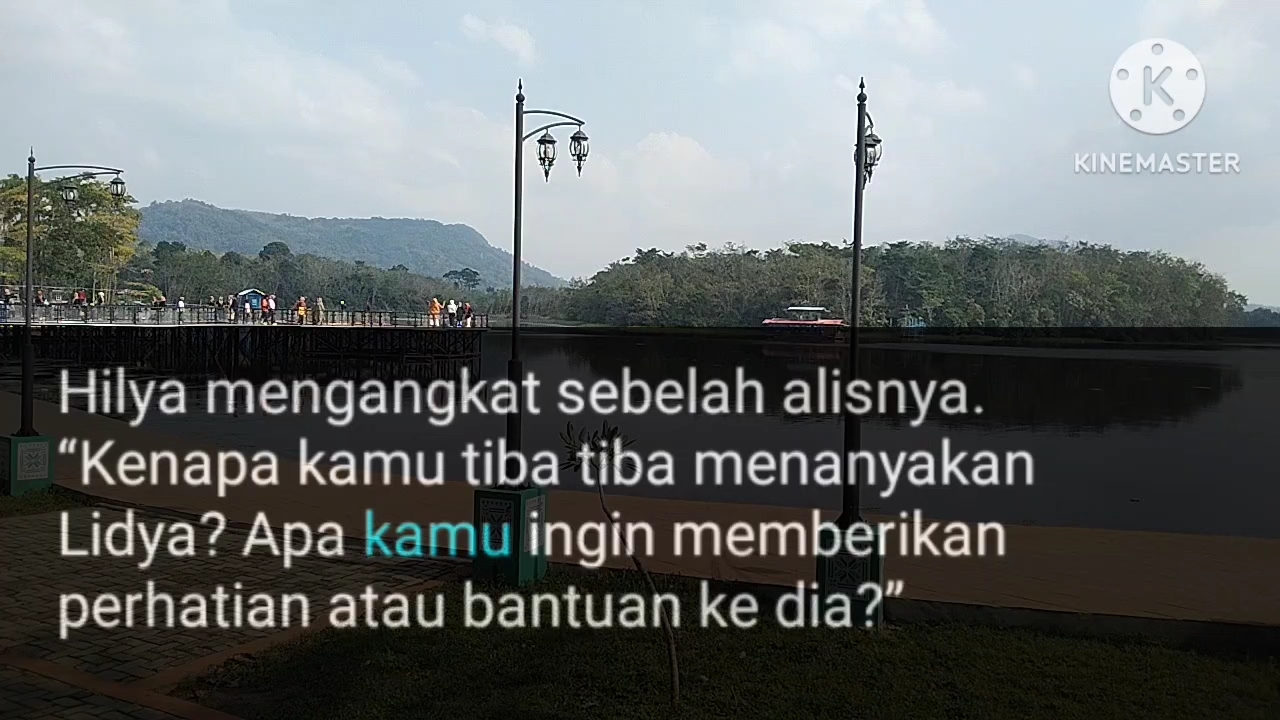 KINEMASTER
Hilya mengangkat sebelah alisnya.
“Kenapa kamu tiba tiba menanyakan
Lidya? Apa kamu ingin memberikan
perhatian atau bantuan ke dia?”